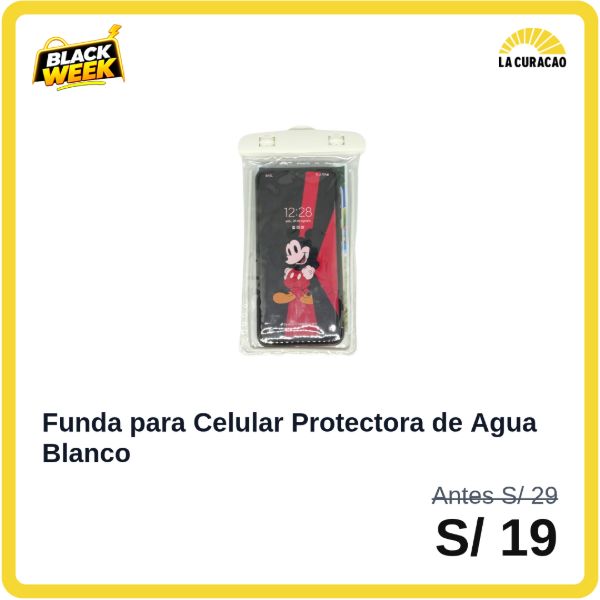 BLACK
WEEK
LA CURACAO
12:28
Funda para Celular Protectora de Agua
Blanco
Antes S/ 29
S/ 19